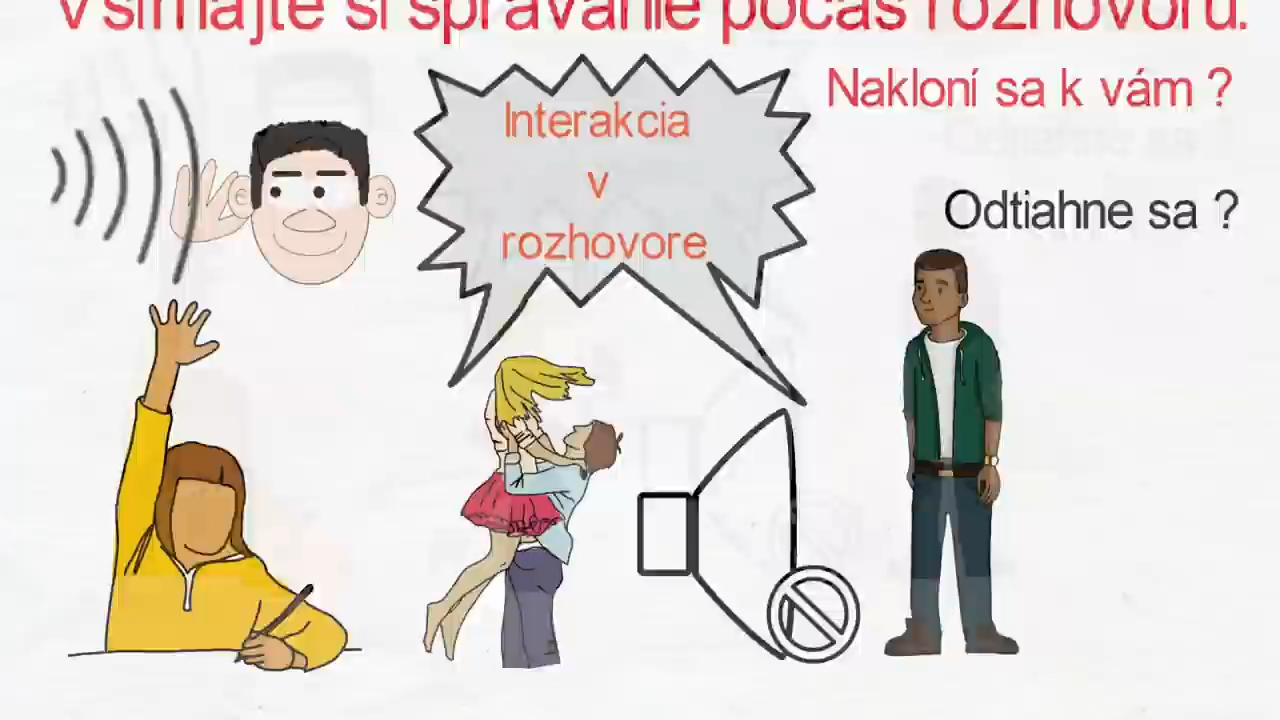 Všímajte si správanie počas rozhovoru.
Nakloní sa k vám ?
Interakcia
v
rozhovore
Odtiahne sa ?